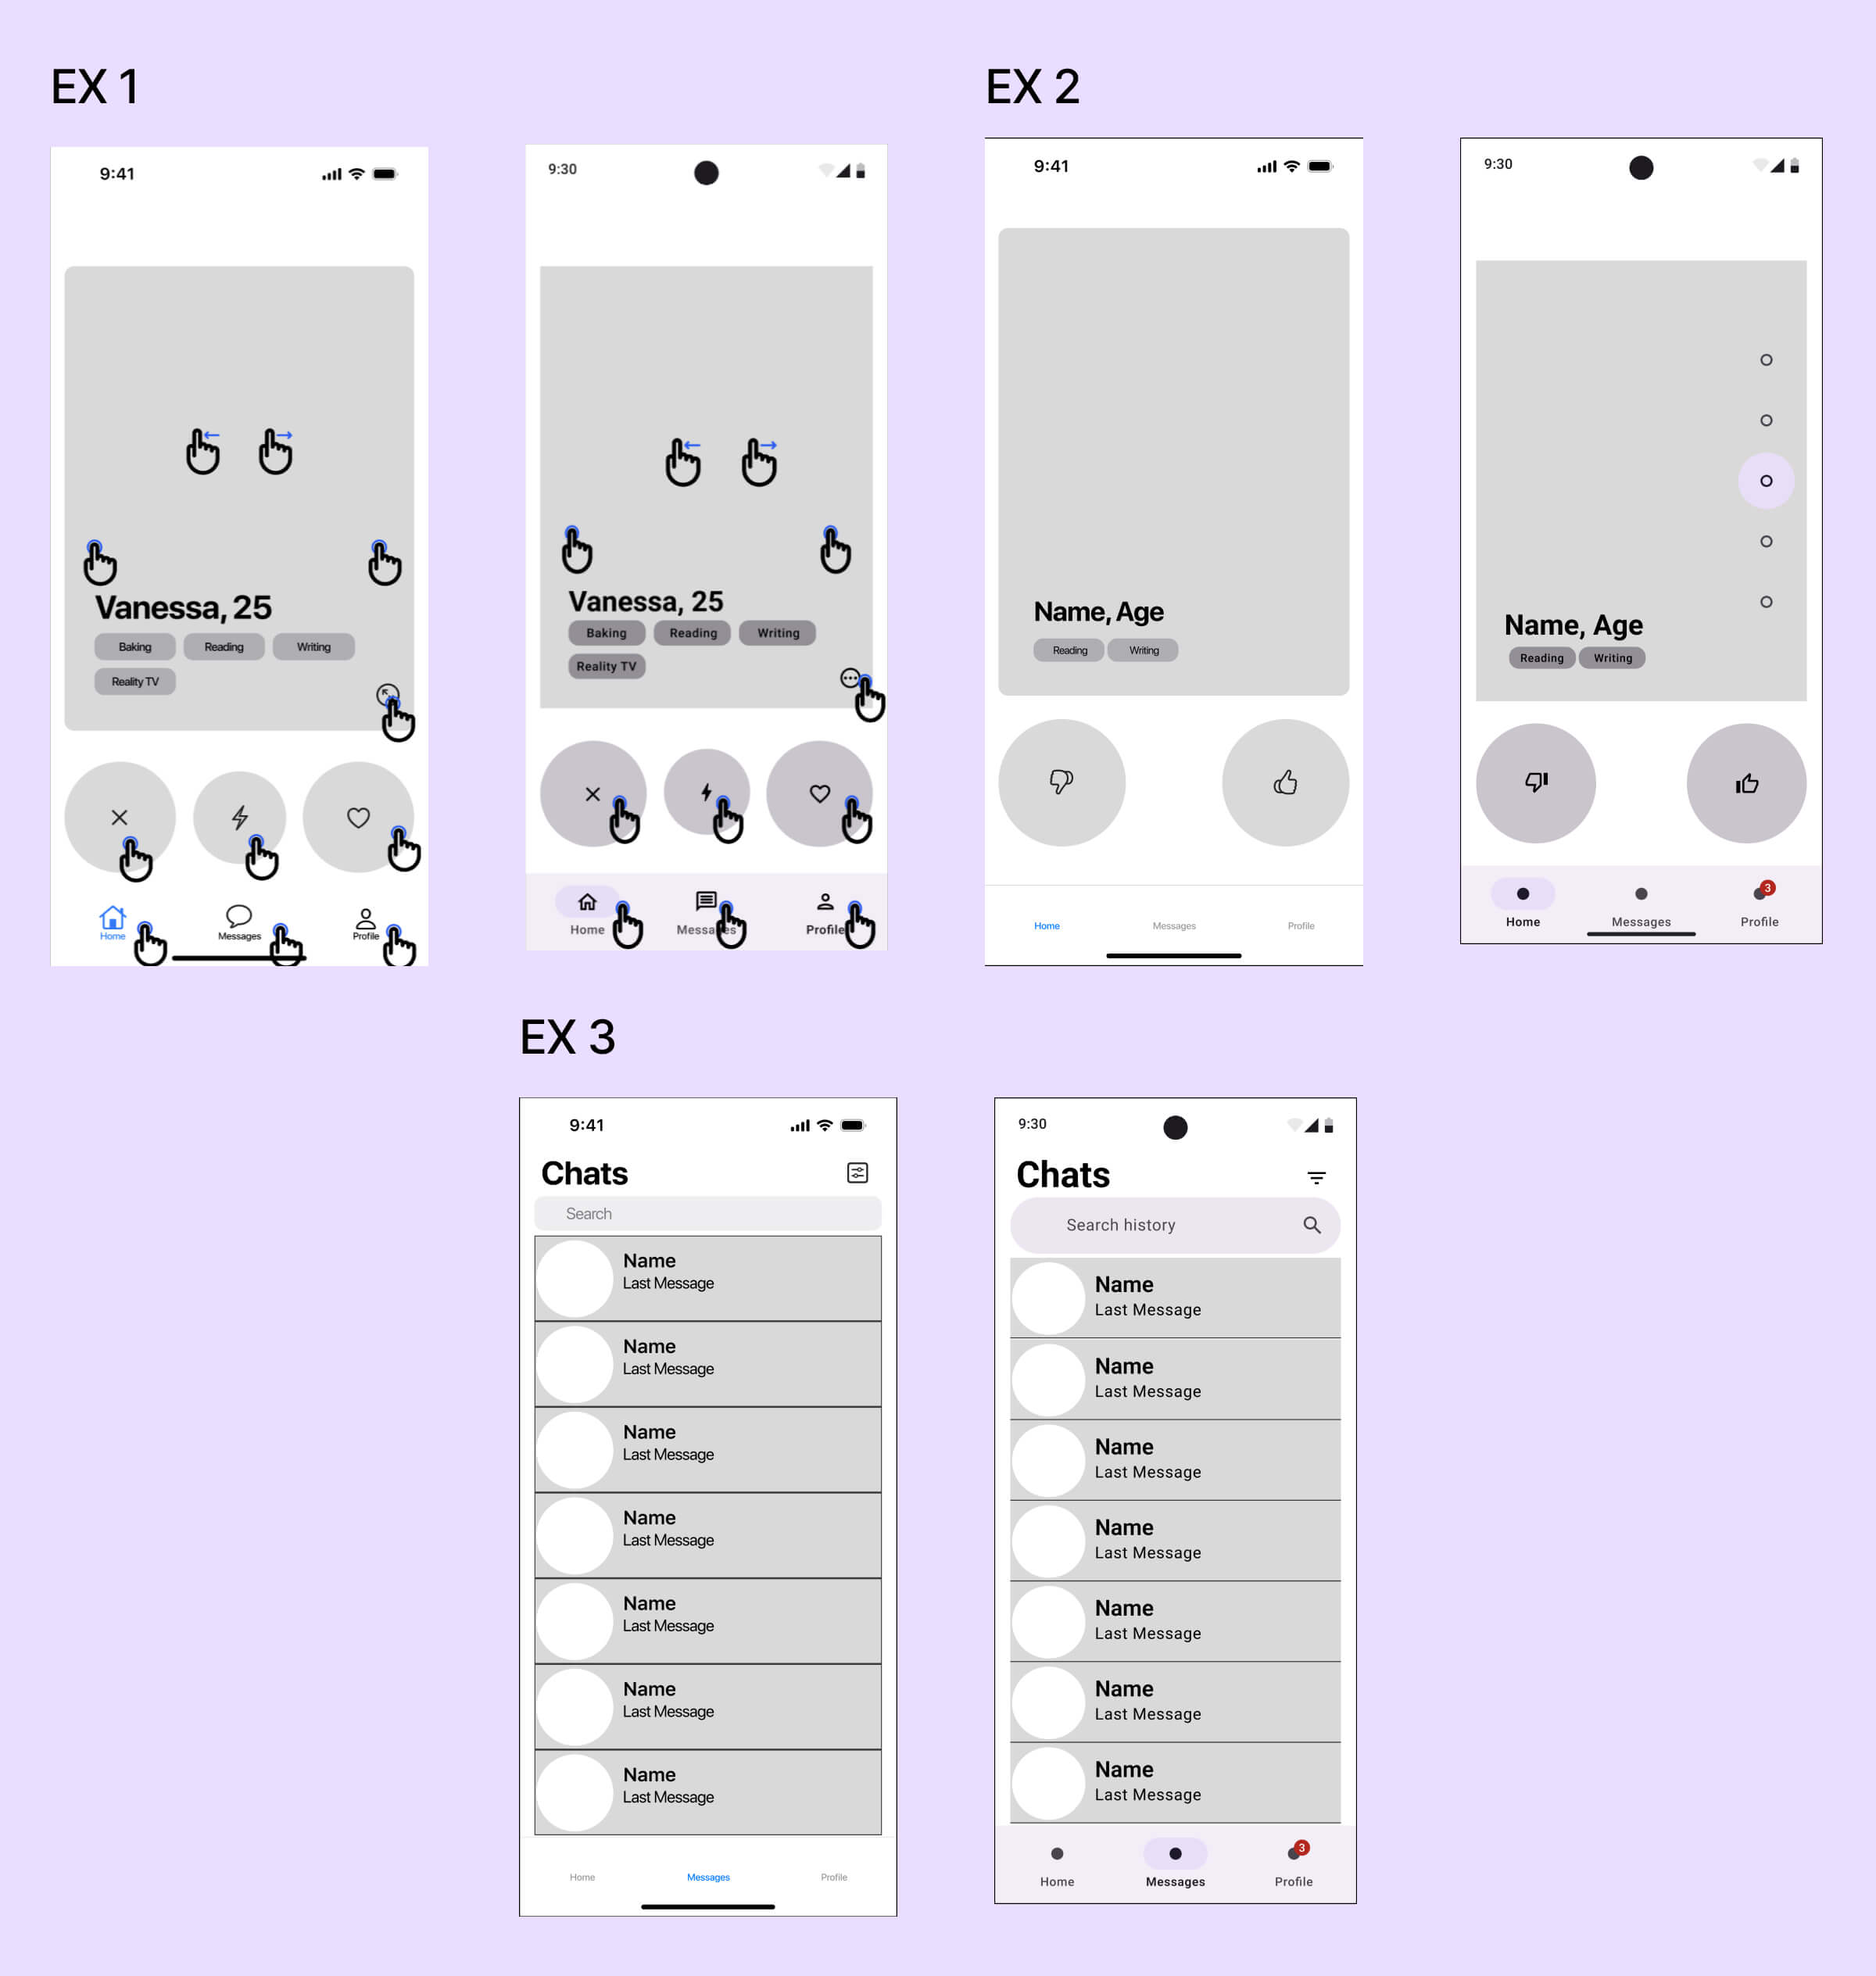 EX 1
9:41
Vanessa, 25
Baking Reading Writing
Reality TV
Home Messages Profile
9:30
Vanessa, 25
Baking Reading Writing
Reality TV
Home Messages Profile
EX 2
9:41
Name, Age
Reading Writing
Home Messages Profile
9:30
Name, Age
Reading Writing
3
Home Messages Profile
EX 3
9:41
Chats
Search
Name
Last Message
Name
Last Message
Name
Last Message
Name
Last Message
Name
Last Message
Name
Last Message
Name
Last Message
Home Messages Profile
9:30
Chats
Search history
Name
Last Message
Name
Last Message
Name
Last Message
Name
Last Message
Name
Last Message
Name
Last Message
Name
Last Message
3
Home Messages Profile